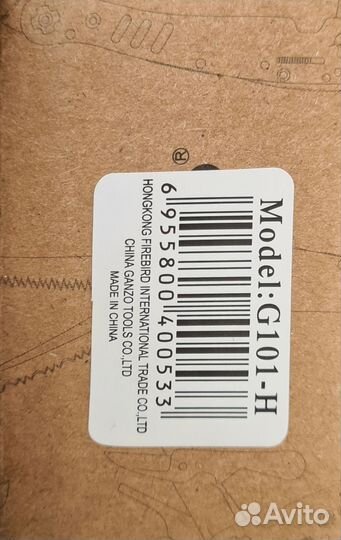 ®
Model:G101-H
6 955800 400533
HONGKONG FIREBIRD INTERNATIONAL TRADE CO.,LTD
CHINA GANZO TOOLS CO.,LTD
MADE IN CHINA
Avito